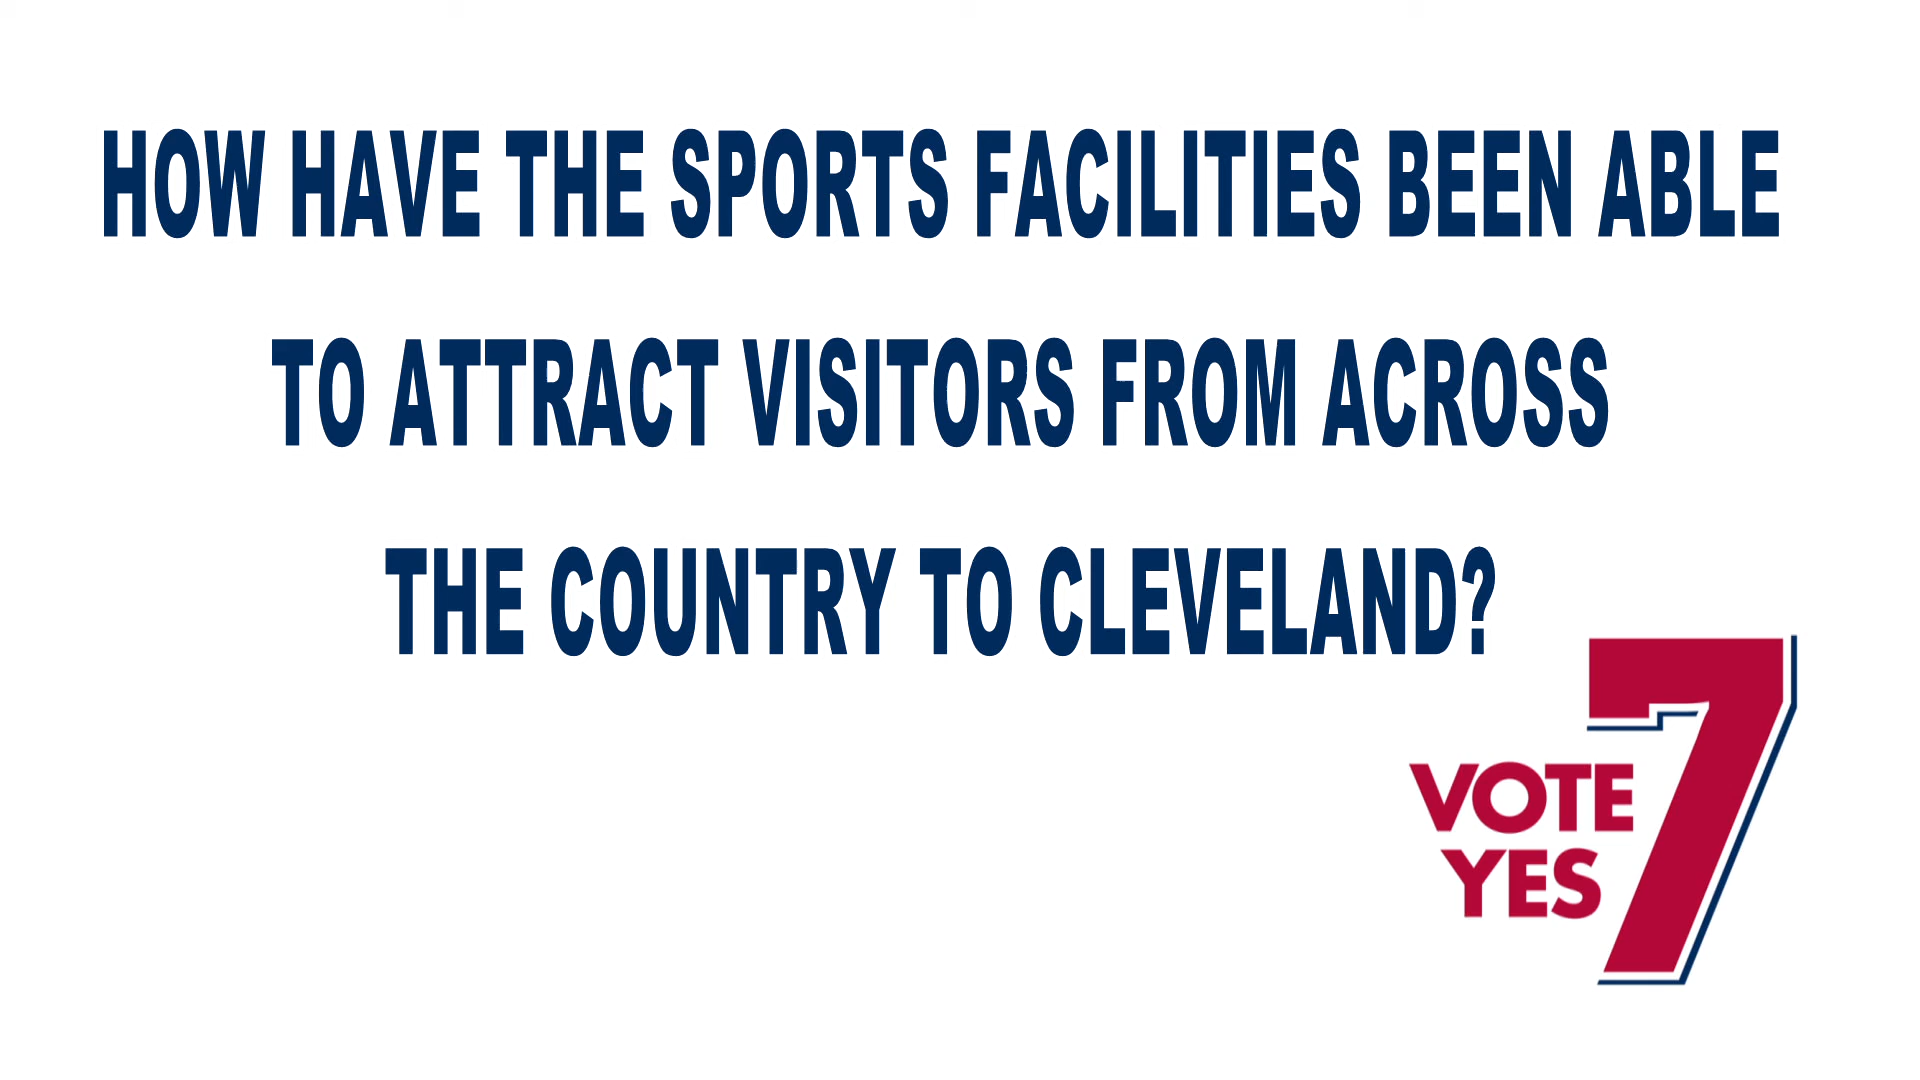 HOW HAVE THE SPORTS FACILITIES BEEN ABLE
TO ATTRACT VISITORS FROM ACROSS
THE COUNTRY TO CLEVELAND?
VOTE
YES
7